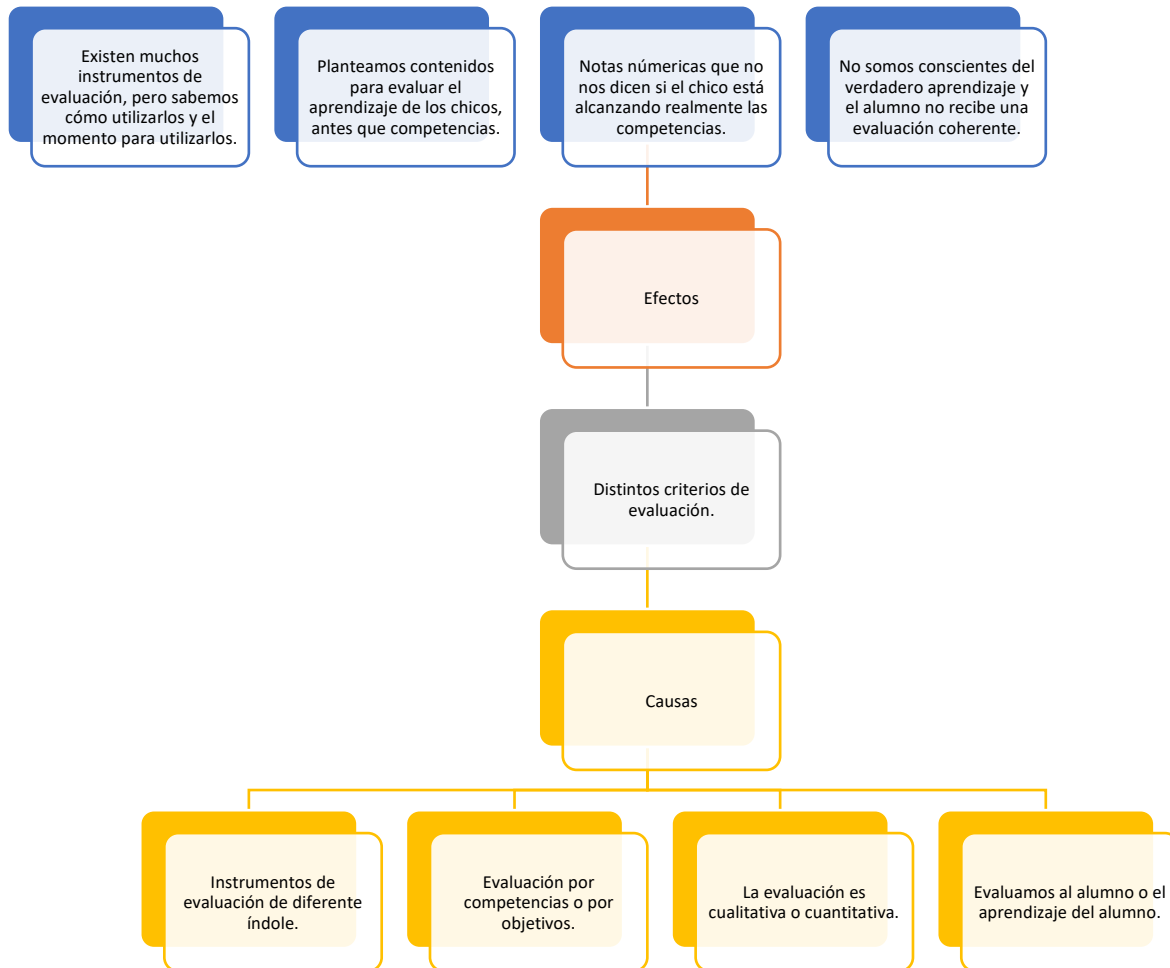 Existen muchos
instrumentos de
evaluación, pero sabemos
cómo utilizarlos y el
momento para utilizarlos.
Planteamos contenidos
para evaluar el
aprendizaje de los chicos,
antes que competencias.
Notas númericas que no
nos dicen si el chico está
alcanzando realmente las
competencias.
No somos conscientes del
verdadero aprendizaje y
el alumno no recibe una
evaluación coherente.
Efectos
Distintos criterios de
evaluación.
Causas
Instrumentos de
evaluación de diferente
índole.
Evaluación por
competencias o por
objetivos.
La evaluación es
cualitativa o cuantitativa.
Evaluamos al alumno o el
aprendizaje del alumno.